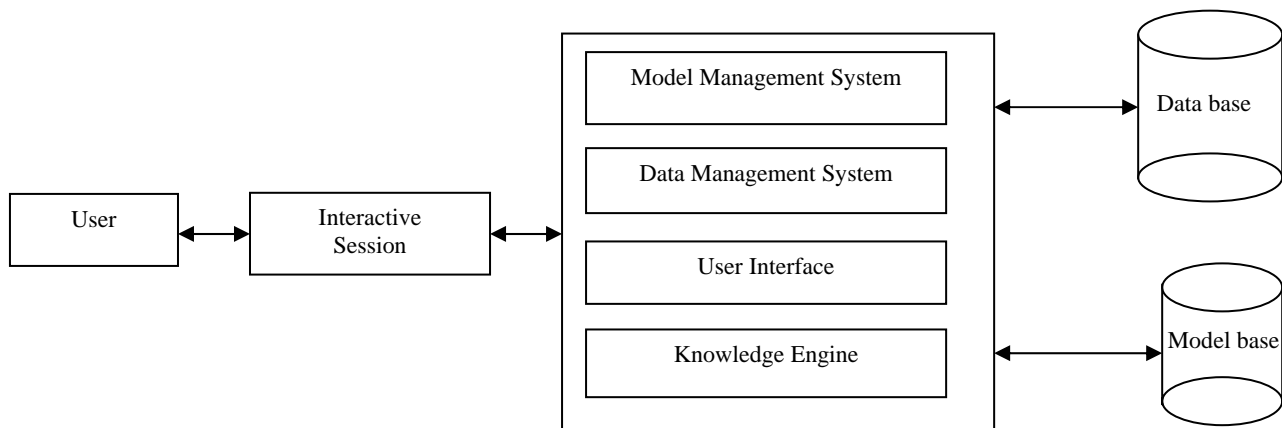 User
Interactive
Session
Model Management System
Data Management System
User Interface
Knowledge Engine
Data base
Model base